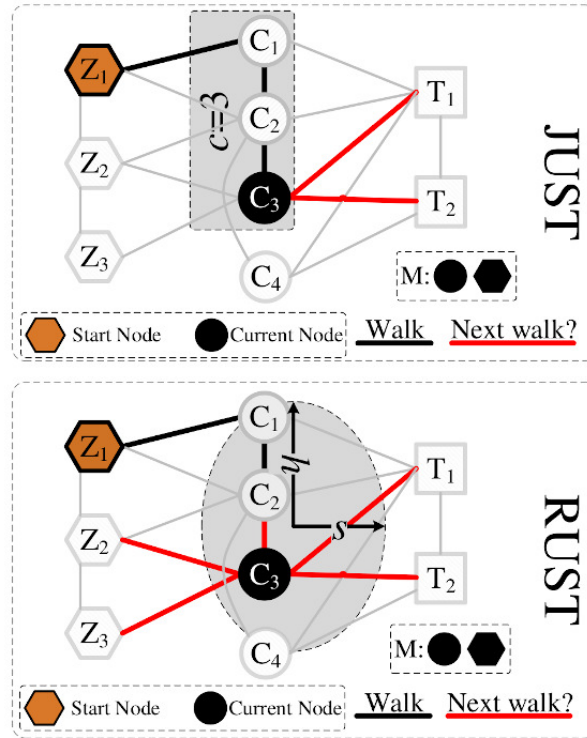 C1
Z1
T1
c=3
C2
Z2
JUST
C3
T2
Z3
C4
M:
Start Node Current Node Walk Next walk?
C1
Z1
h
T1
C2
RUST
s
Z2
C3
T2
Z3
C4
M:
Start Node Current Node Walk Next walk?